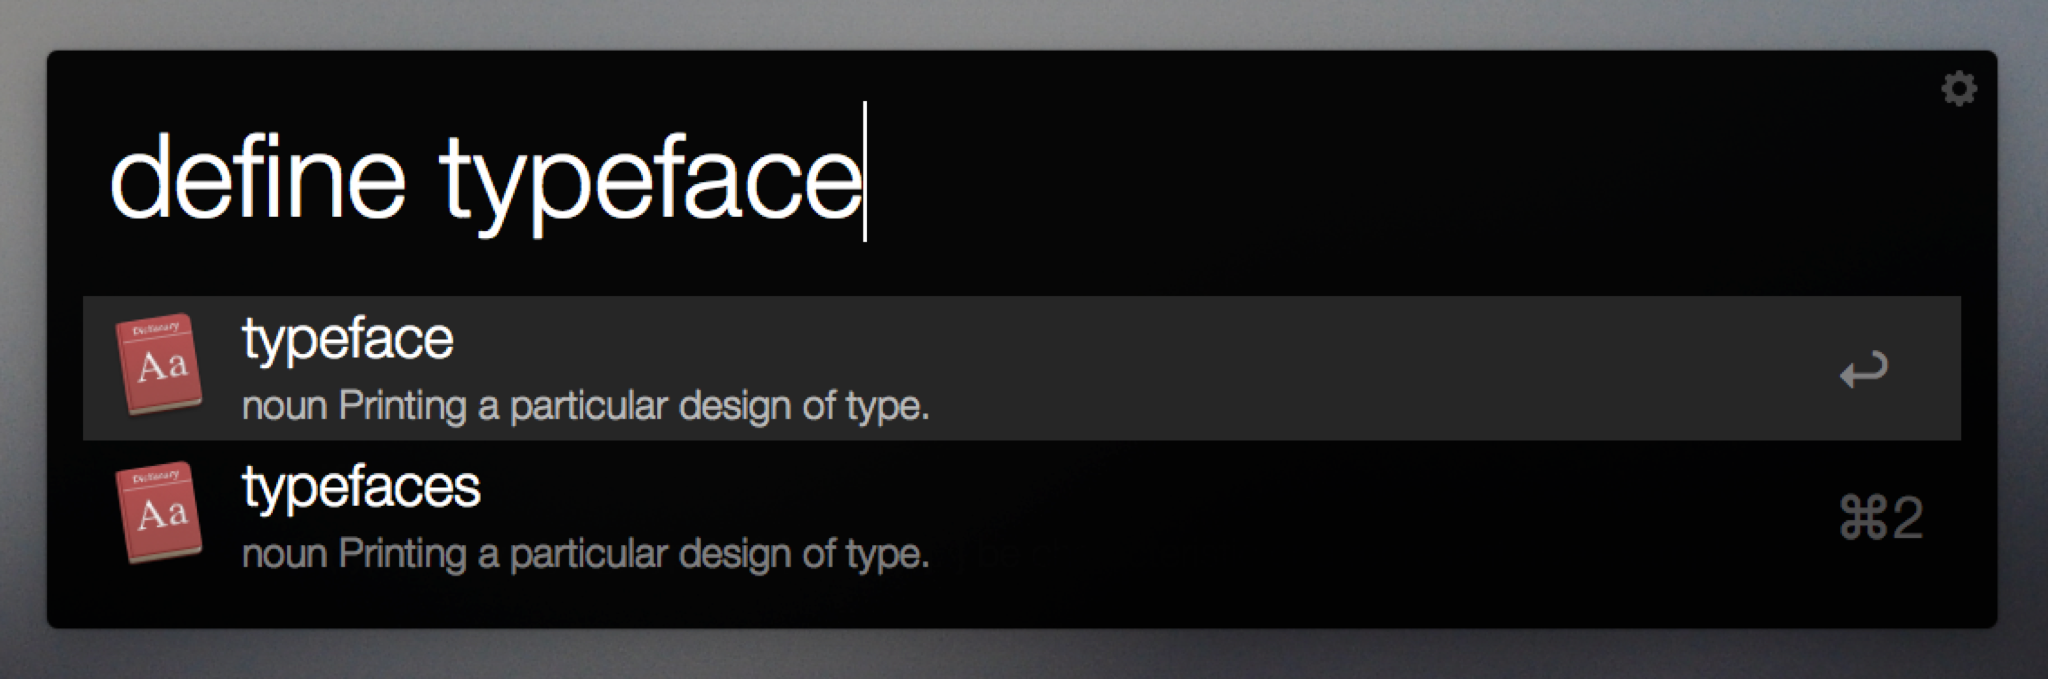 define typeface
Dictionary
Aa
typeface
noun Printing a particular design of type.
↩
Dictionary
Aa
typefaces
noun Printing a particular design of type.
⌘2